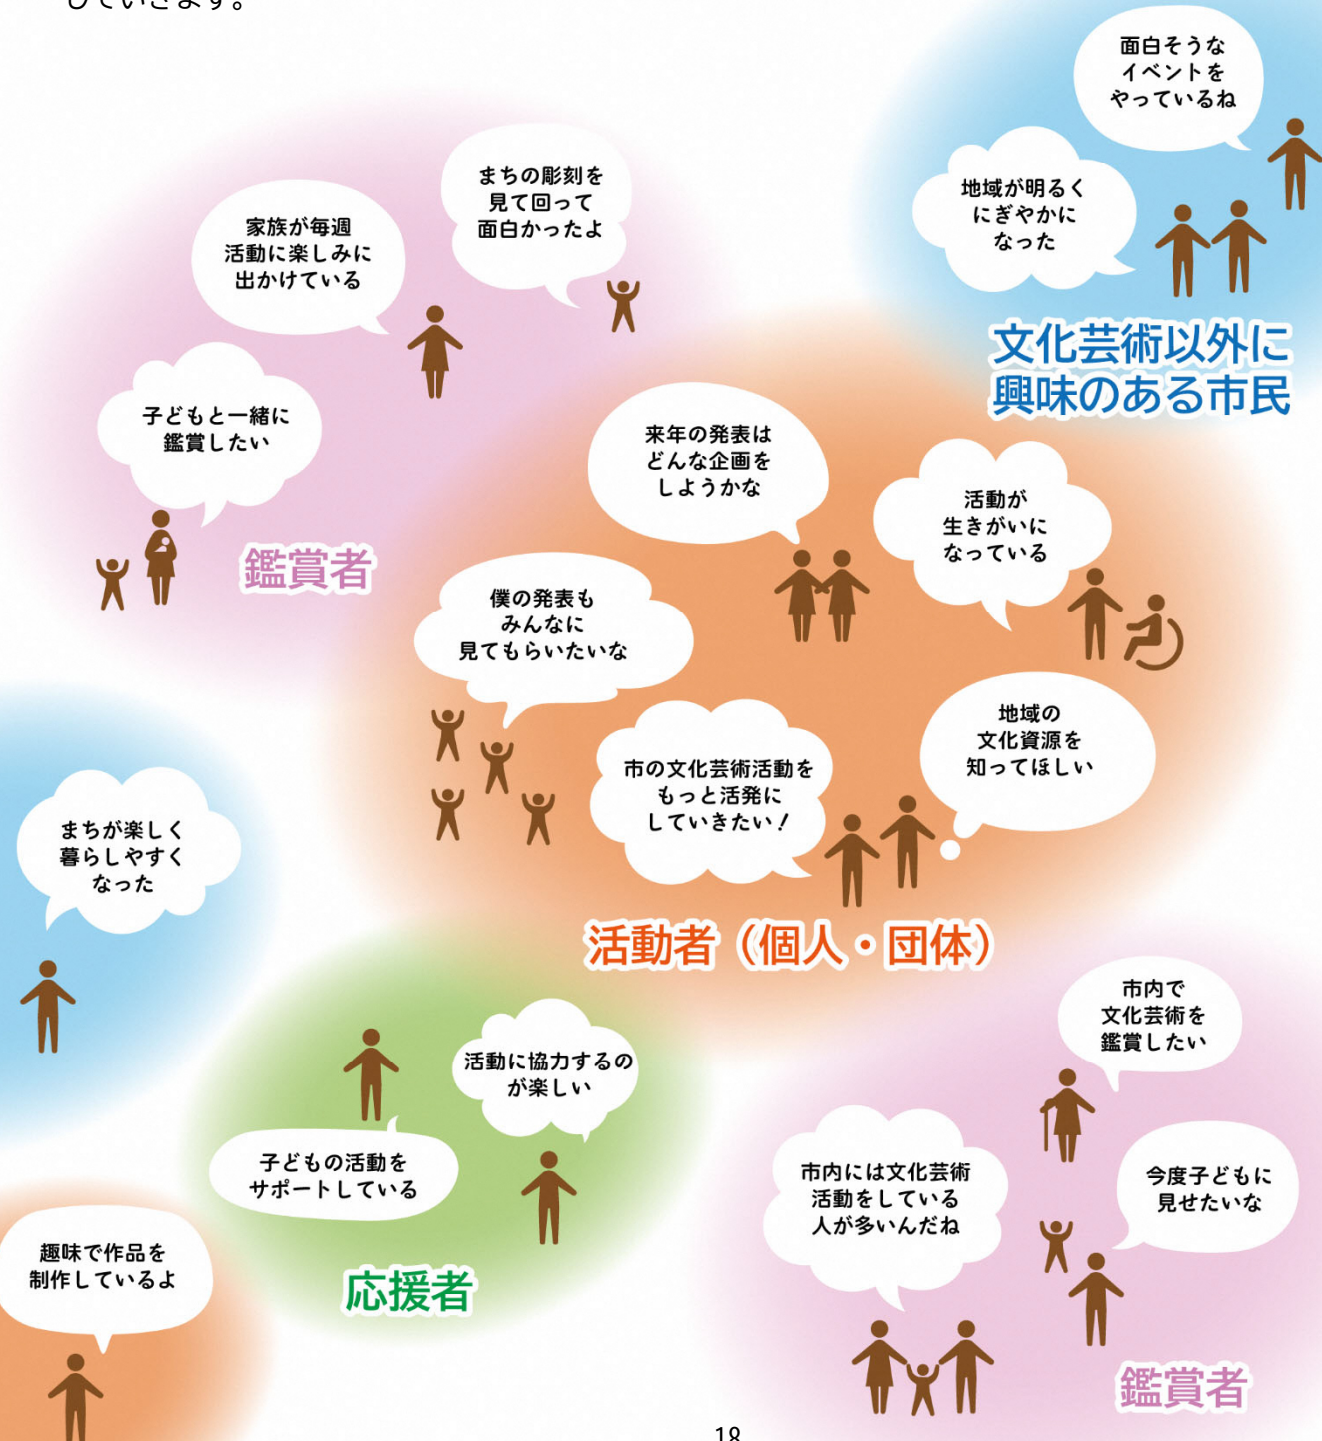 していきます。
面白そうな
イベントを
やっているね
地域が明るく
にぎやかに
なった
文化芸術以外に
興味のある市民
まちの彫刻を
見て回って
面白かったよ
家族が毎週
活動に楽しみに
出かけている
子どもと一緒に
鑑賞したい
鑑賞者
来年の発表は
どんな企画を
しようかな
活動が
生きがいに
なっている
僕の発表も
みんなに
見てもらいたいな
市の文化芸術活動を
もっと活発に
していきたい！
地域の
文化資源を
知ってほしい
活動者（個人・団体）
まちが楽しく
暮らしやすく
なった
活動に協力するの
が楽しい
子どもの活動を
サポートしている
応援者
趣味で作品を
制作しているよ
市内で
文化芸術を
鑑賞したい
市内には文化芸術
活動をしている
人が多いんだね
今度子どもに
見せたいな
鑑賞者
18